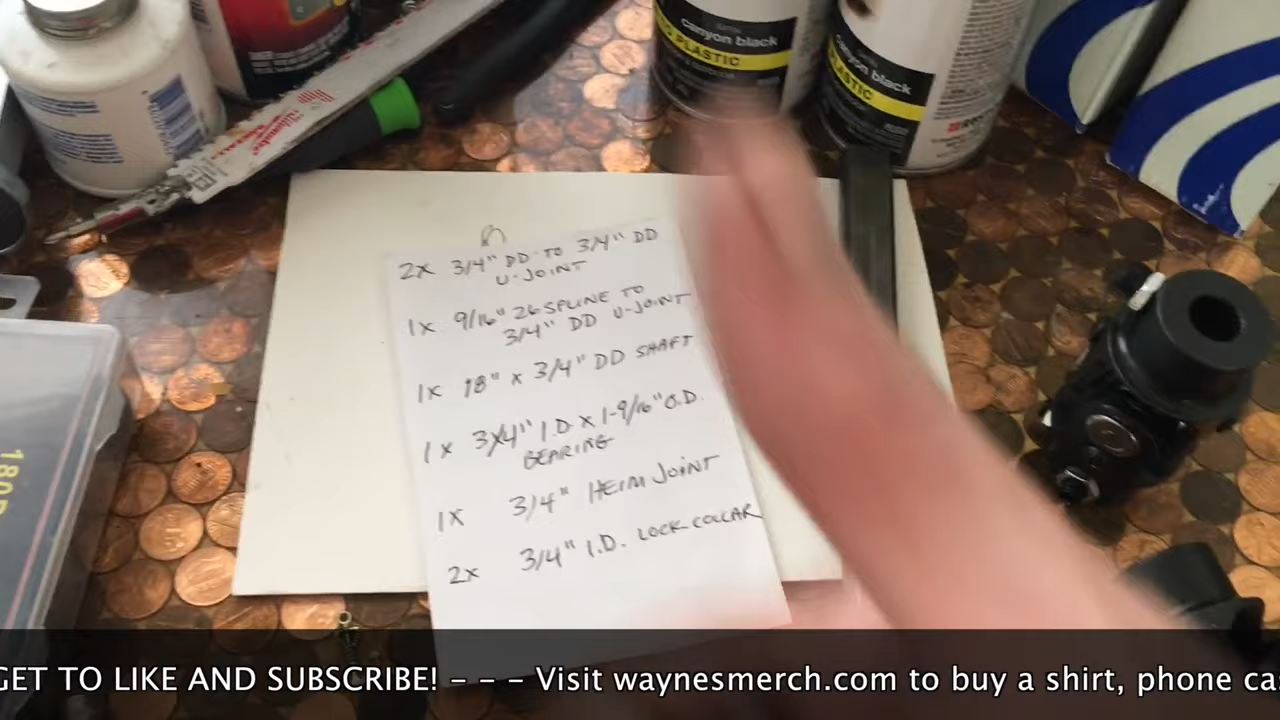 canyon black
PLASTIC
canyon black
PLASTIC
2x 3/4" DD TO 3/4" DD
U-JOINT
1x 9/16" 26 SPLINE TO
3/4" DD U-JOINT
1x 18" x 3/4" DD SHAFT
1x 3/4" I.D. x 1-9/16" O.D.
BEARING
1x 3/4" HEIM JOINT
2x 3/4" I.D. LOCK COLLAR
GET TO LIKE AND SUBSCRIBE! - - - Visit waynesmerch.com to buy a shirt, phone ca